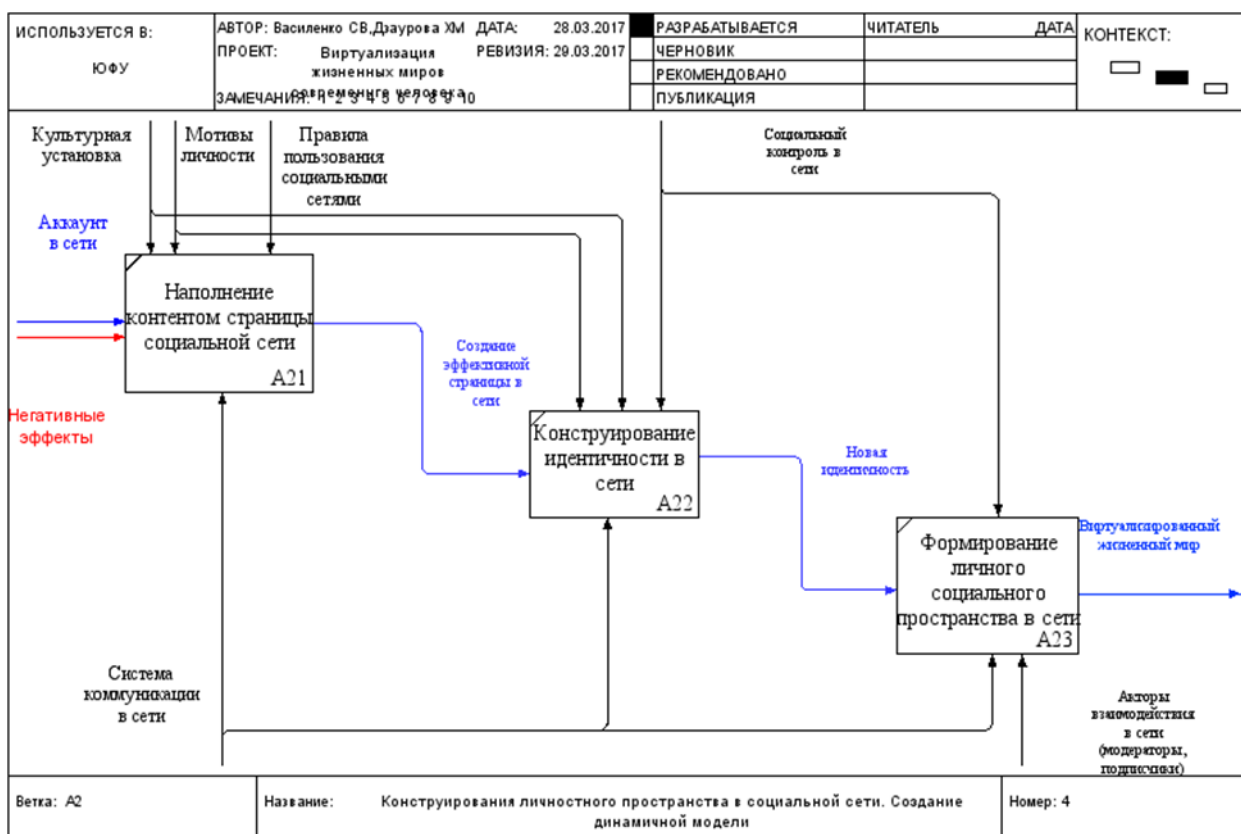 ИСПОЛЬЗУЕТСЯ В:
ЮФУ
АВТОР: Василенко СВ,Дзаурова ХМ
ДАТА: 28.03.2017
ПРОЕКТ: Виртуализация
жизненных миров
современнге человека
РЕВИЗИЯ: 29.03.2017
ЗАМЕЧАНИЯ: 1 2 3 4 5 6 7 8 9 10
РАЗРАБАТЫВАЕТСЯ
ЧЕРНОВИК
РЕКОМЕНДОВАНО
ПУБЛИКАЦИЯ
ЧИТАТЕЛЬ
ДАТА
КОНТЕКСТ:
Культурная
установка
Мотивы
личности
Правила
пользования
социальными
сетями
Социальный
контроль в
сети
Аккаунт
в сети
Наполнение
контентом страницы
социальной сети
A21
Негативные
эффекты
Создание
эффективной
страницы в
сети
Конструирование
идентичности в
сети
A22
Новая
идентичность
Формирование
личного
социального
пространства в сети
A23
Виртуализированный
жизненный мир
Система
коммуникации
в сети
Акторы
взаимодействия
в сети
(модераторы,
подписчики)
Ветка: A2
Название: Конструирования личностного пространства в социальной сети. Создание
динамичной модели
Номер: 4